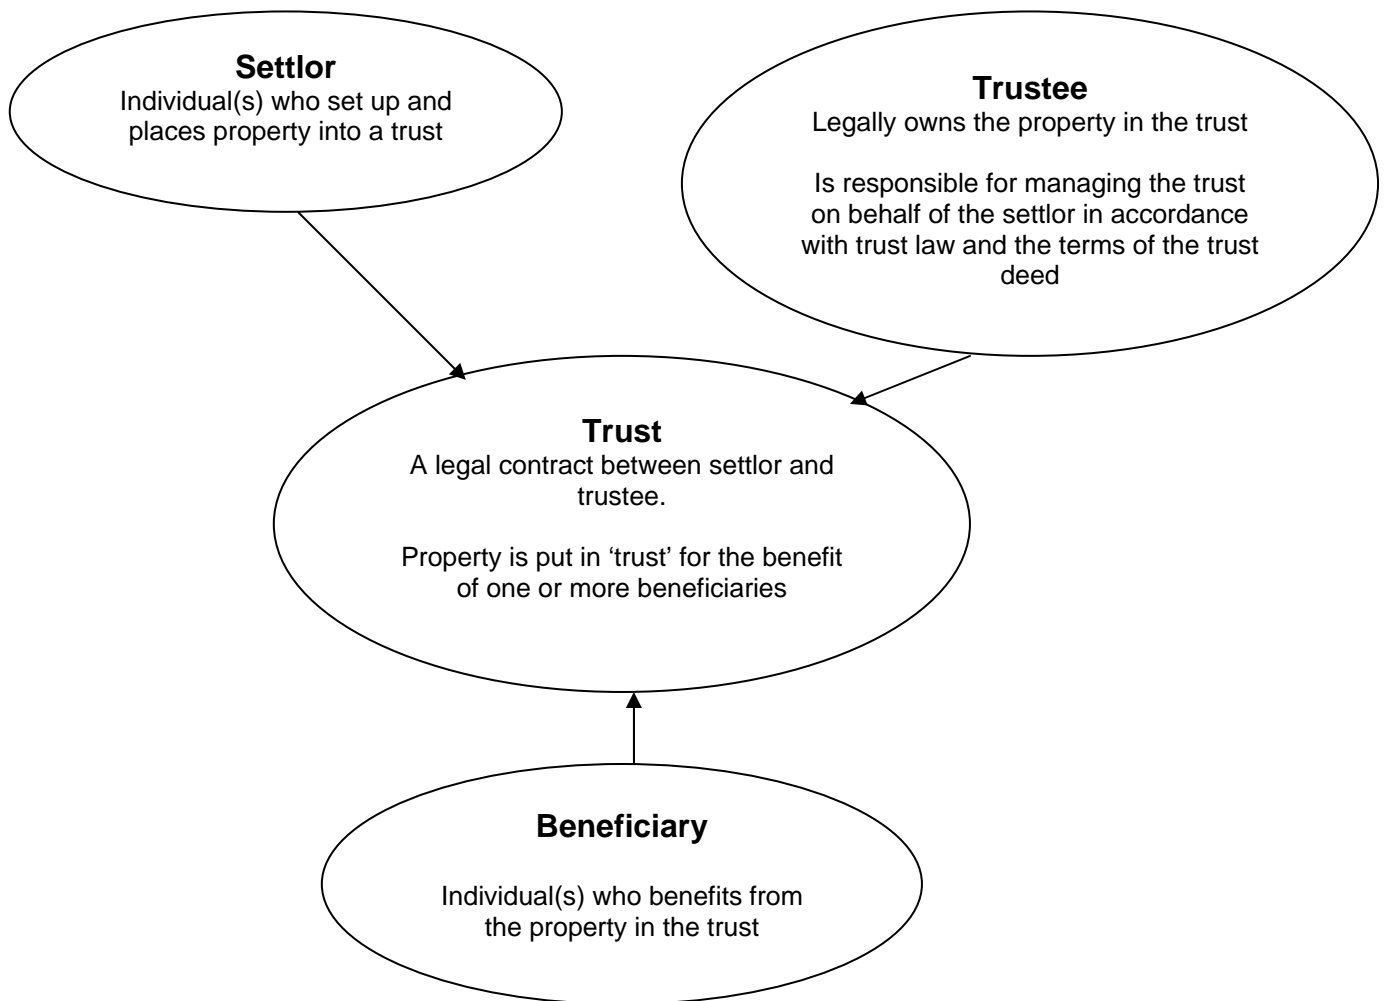 Settlor
Individual(s) who set up and
places property into a trust
Trustee
Legally owns the property in the trust
Is responsible for managing the trust
on behalf of the settlor in accordance
with trust law and the terms of the trust
deed
Trust
A legal contract between settlor and
trustee.
Property is put in ‘trust’ for the benefit
of one or more beneficiaries
Beneficiary
Individual(s) who benefits from
the property in the trust